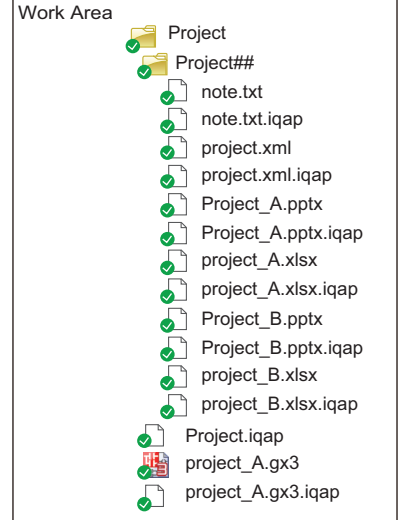 Work Area
Project
Project##
note.txt
note.txt.iqap
project.xml
project.xml.iqap
Project_A.pptx
Project_A.pptx.iqap
project_A.xlsx
project_A.xlsx.iqap
Project_B.pptx
Project_B.pptx.iqap
project_B.xlsx
project_B.xlsx.iqap
Project.iqap
project_A.gx3
project_A.gx3.iqap